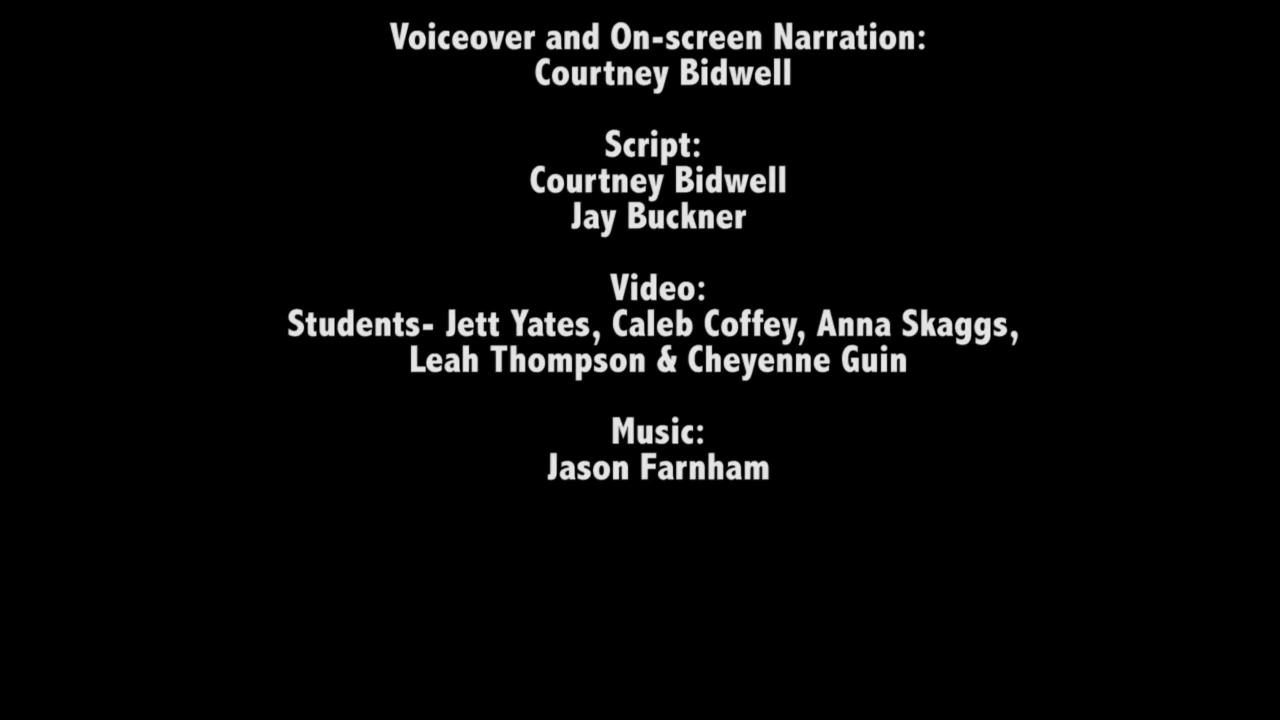 Voiceover and On-screen Narration:
Courtney Bidwell
Script:
Courtney Bidwell
Jay Buckner
Video:
Students- Jett Yates, Caleb Coffey, Anna Skaggs,
Leah Thompson & Cheyenne Guin
Music:
Jason Farnham